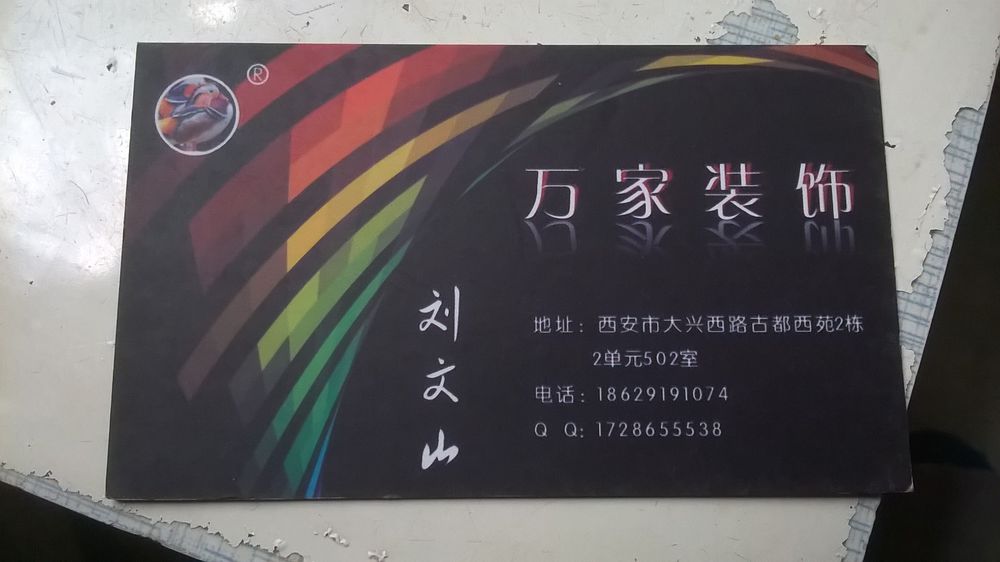 ®
万家装饰
刘文山
地址：西安市大兴西路古都西苑2栋
2单元502室
电话：18629191074
Q Q：1728655538